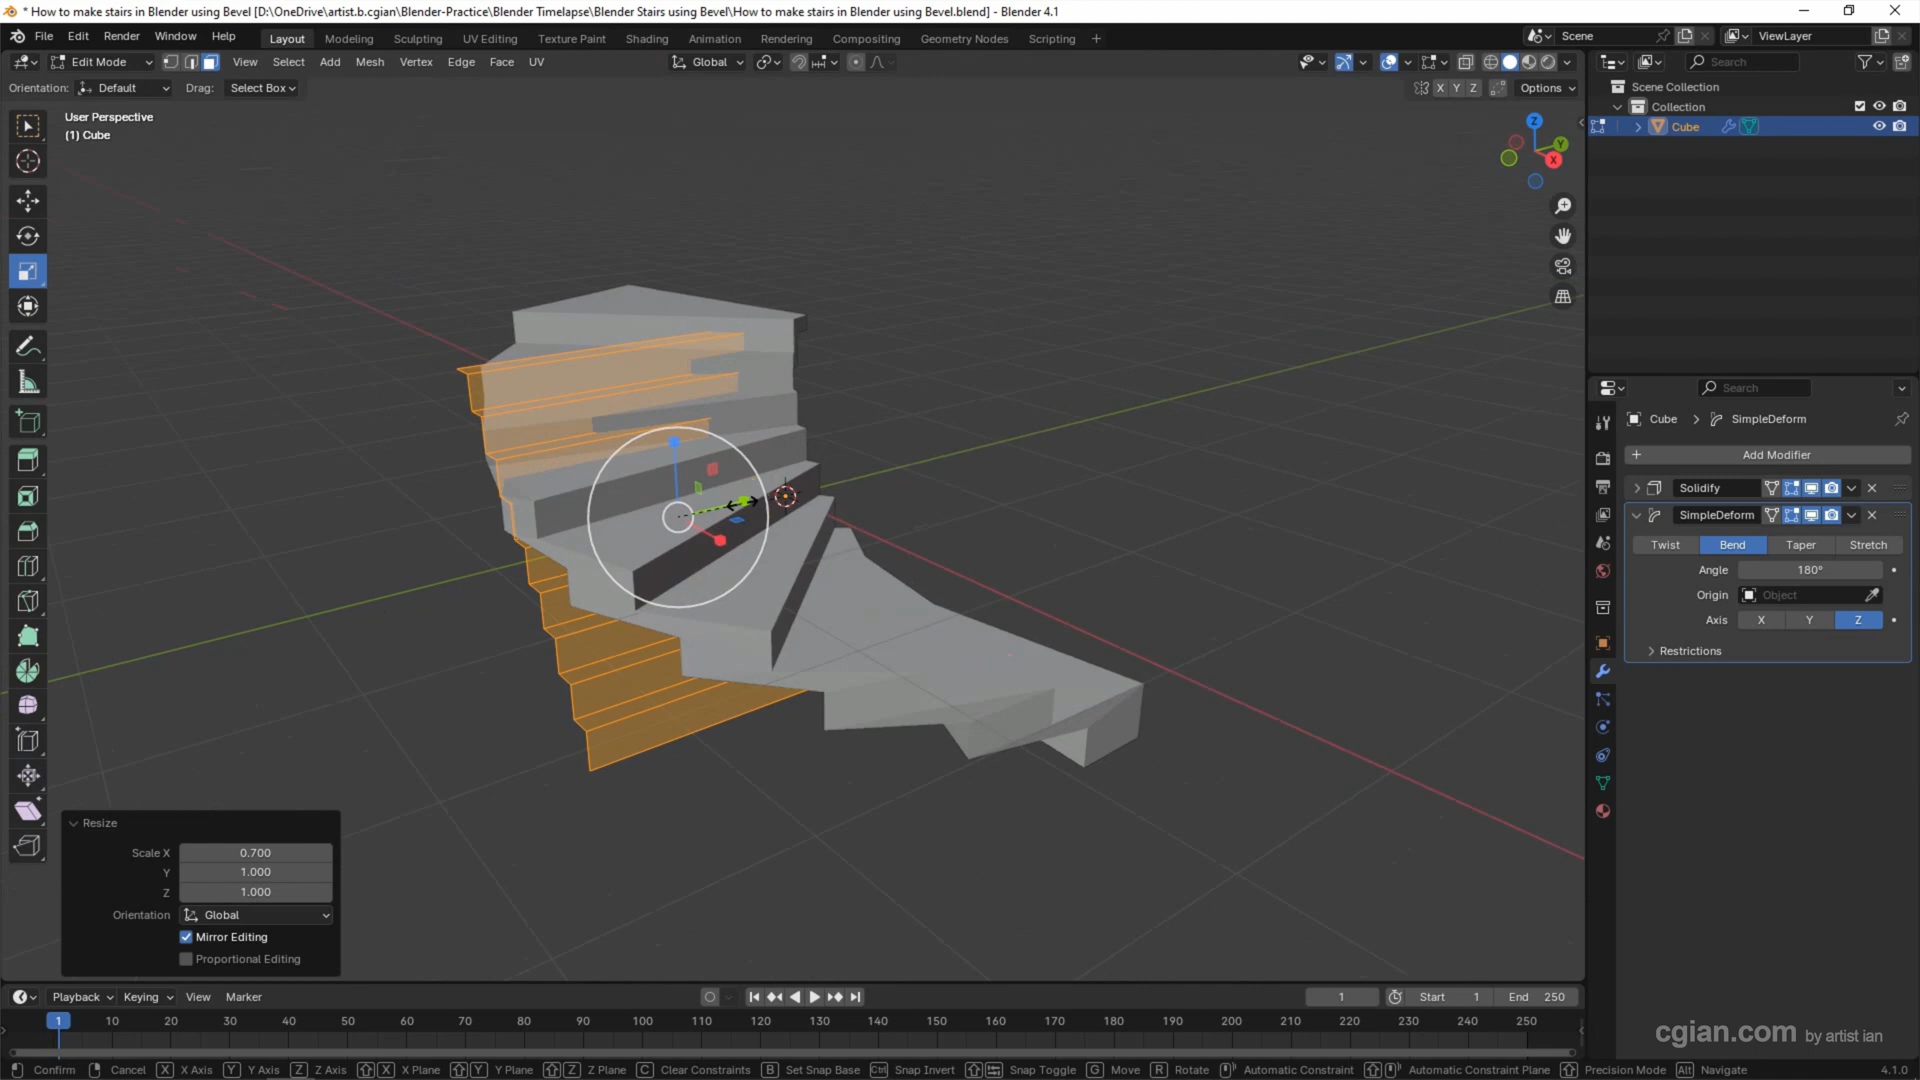 * How to make stairs in Blender using Bevel [D:\OneDrive\artist.b.cgian\Blender-Practice\Blender Timelapse\Blender Stairs using Bevel\How to make stairs in Blender using Bevel.blend] - Blender 4.1
File Edit Render Window Help Layout Modeling Sculpting UV Editing Texture Paint Shading Animation Rendering Compositing Geometry Nodes Scripting + Scene ViewLayer
Edit Mode View Select Add Mesh Vertex Edge Face UV Global Search
Orientation: Default Drag: Select Box X Y Z Options
Scene Collection
Collection
Cube
User Perspective
(1) Cube
Z
Y
X
Search
Cube > SimpleDeform
+ Add Modifier
Solidify
SimpleDeform
Twist Bend Taper Stretch
Angle 180°
Origin Object
Axis X Y Z
Restrictions
Resize
Scale X 0.700
Y 1.000
Z 1.000
Orientation Global
Mirror Editing
Proportional Editing
Playback Keying View Marker 1 Start 1 End 250
1 10 20 30 40 50 60 70 80 90 100 110 120 130 140 150 160 170 180 190 200 210 220 230 240 250
cgian.com by artist ian
Confirm Cancel X X Axis Y Y Axis Z Z Axis X X Plane Y Y Plane Z Z Plane C Clear Constraints B Set Snap Base Ctrl Snap Invert Snap Toggle G Move R Rotate Automatic Constraint Automatic Constraint Plane Precision Mode Alt Navigate 4.1.0